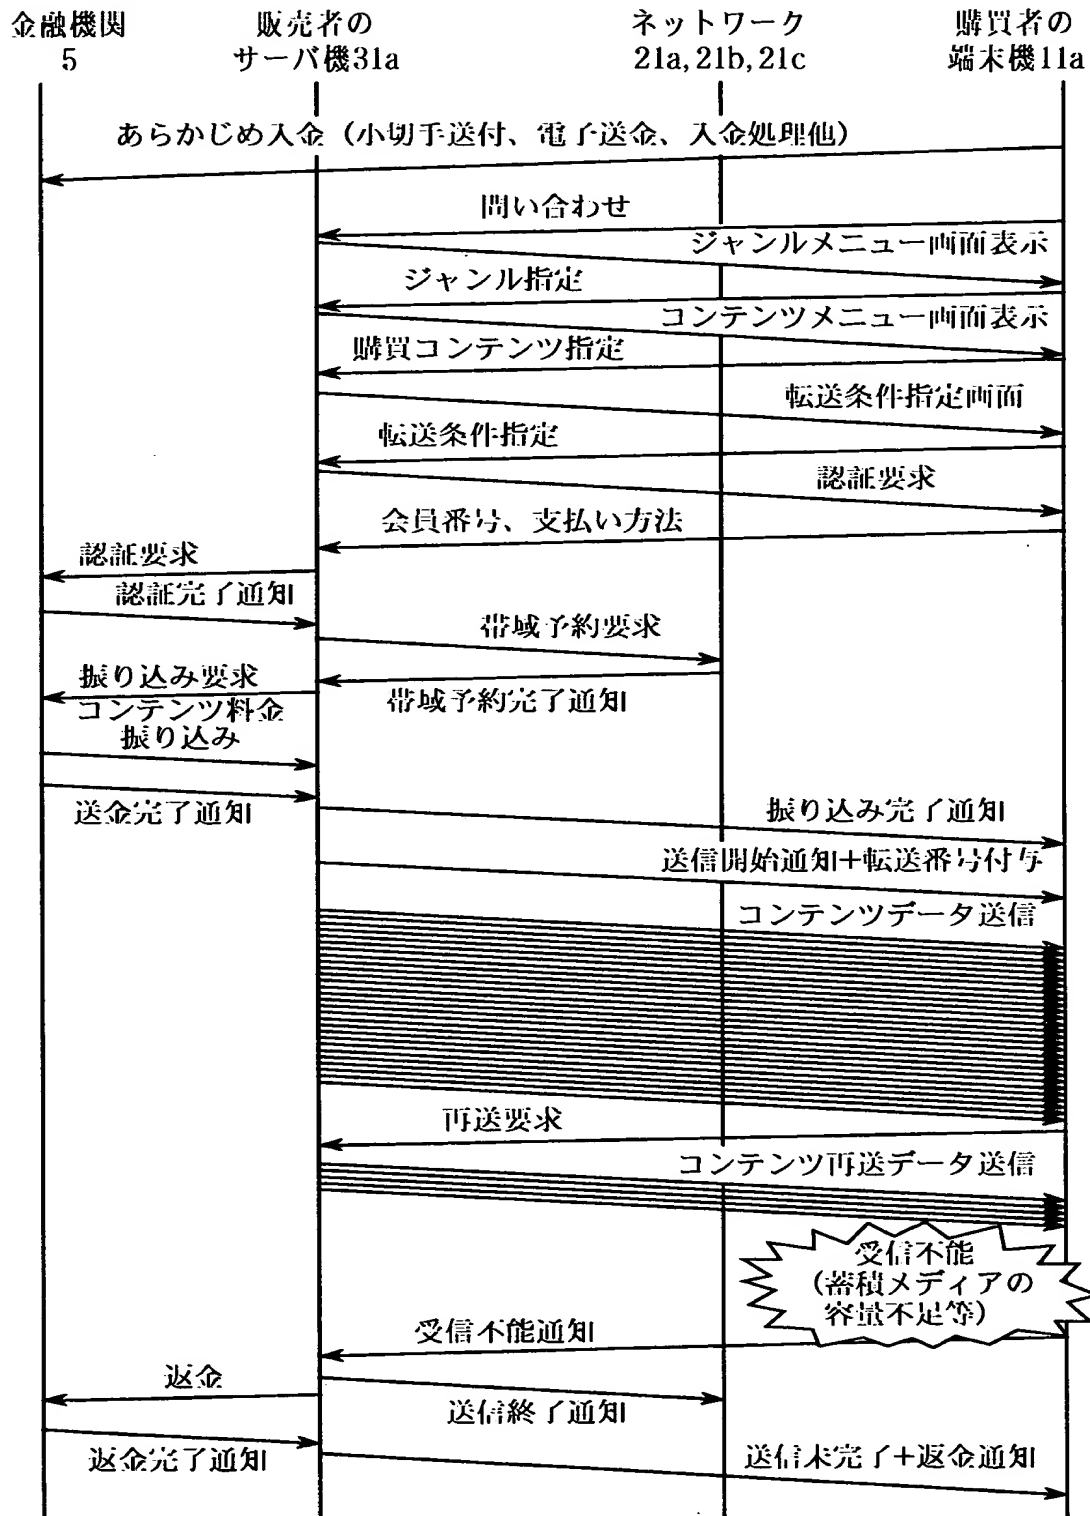 金融機関
5
販売者の
サーバ機31a
ネットワーク
21a,21b,21c
購買者の
端末機11a
あらかじめ入金（小切手送付、電子送金、入金処理他）
問い合わせ
ジャンルメニュー画面表示
ジャンル指定
コンテンツメニュー画面表示
購買コンテンツ指定
転送条件指定画面
転送条件指定
認証要求
会員番号、支払い方法
認証要求
認証完了通知
帯域予約要求
振り込み要求
帯域予約完了通知
コンテンツ料金
振り込み
送金完了通知
振り込み完了通知
送信開始通知+転送番号付与
コンテンツデータ送信
再送要求
コンテンツ再送データ送信
受信不能
(蓄積メディアの
容量不足等)
受信不能通知
返金
送信終了通知
返金完了通知
送信未完了+返金通知